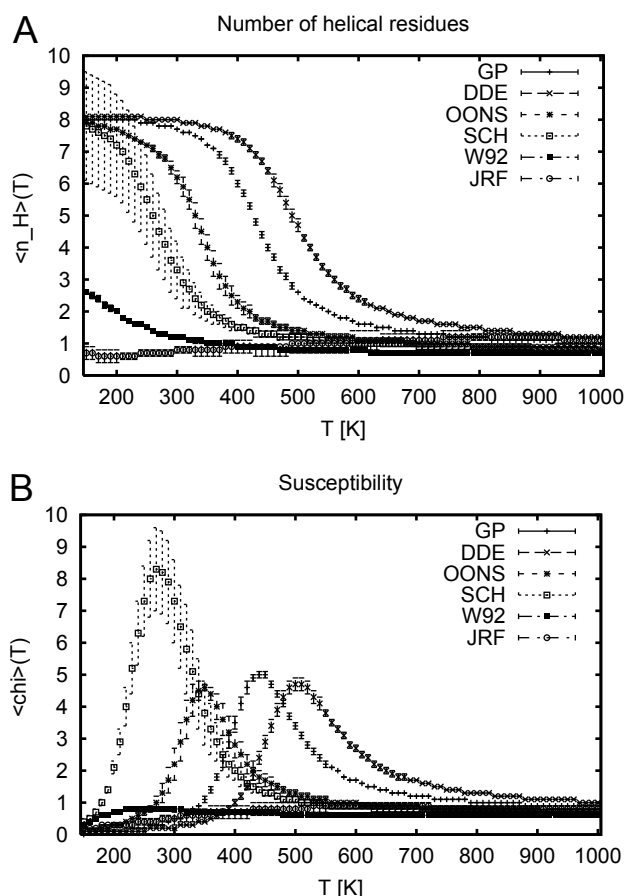 A
Number of helical residues
10
9
8
7
6
5
4
3
2
1
0
<n_H>(T)
GP
DDE
OONS
SCH
W92
JRF
200 300 400 500 600 700 800 900 1000
T [K]
B
Susceptibility
10
9
8
7
6
5
4
3
2
1
0
<chi>(T)
GP
DDE
OONS
SCH
W92
JRF
200 300 400 500 600 700 800 900 1000
T [K]